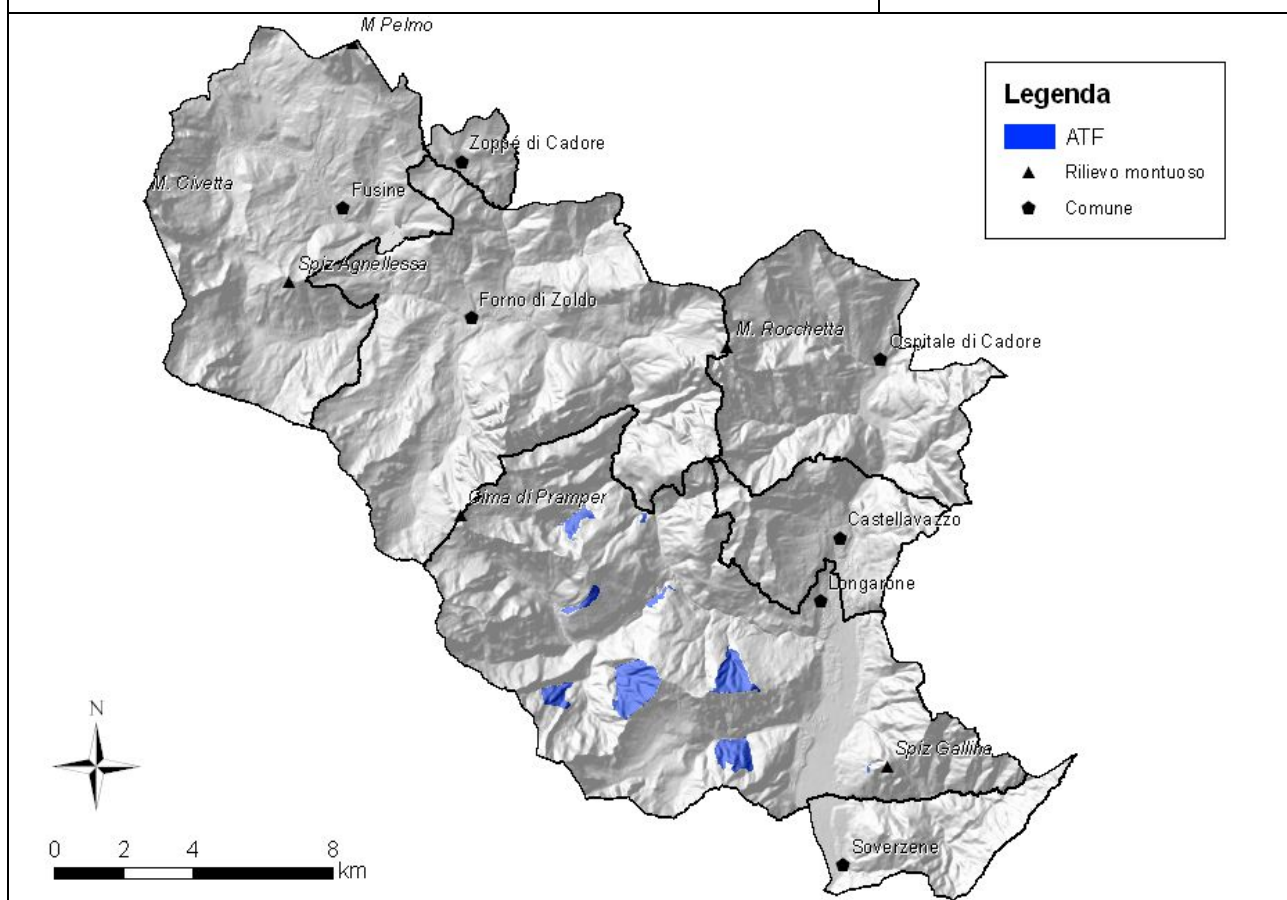 M Pelmo
Legenda
ATF
Rilievo montuoso
Comune
Zoppé di Cadore
M. Civetta
Fusine
Spiz Agnellessa
Forno di Zoldo
M. Rocchetta
Ospitale di Cadore
Cima di Pramper
Castellavazzo
Longarone
N
Spiz Gallina
0 2 4 8
km
Soverzene